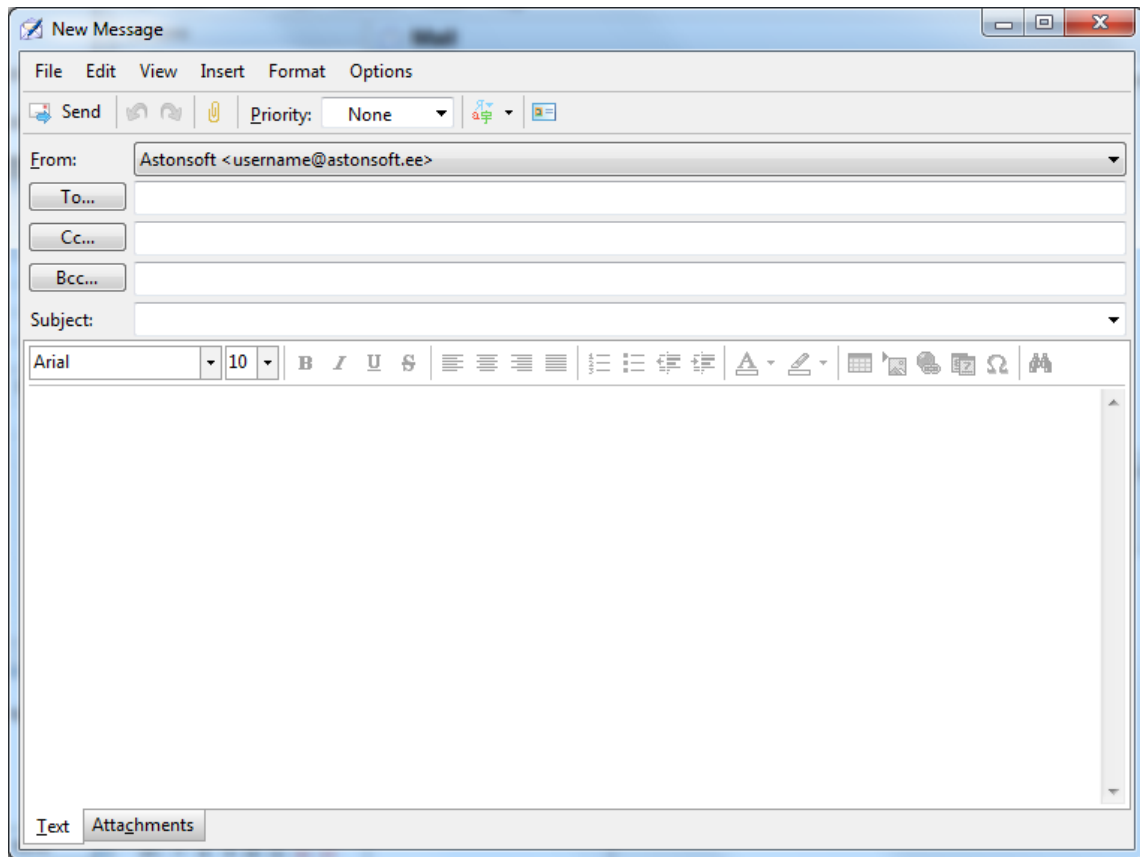 New Message
Mail
File Edit View Insert Format Options
Send Priority: None
From: Astonsoft <username@astonsoft.ee>
To...
Cc...
Bcc...
Subject:
Arial 10 B I U S A Ω
Text Attachments